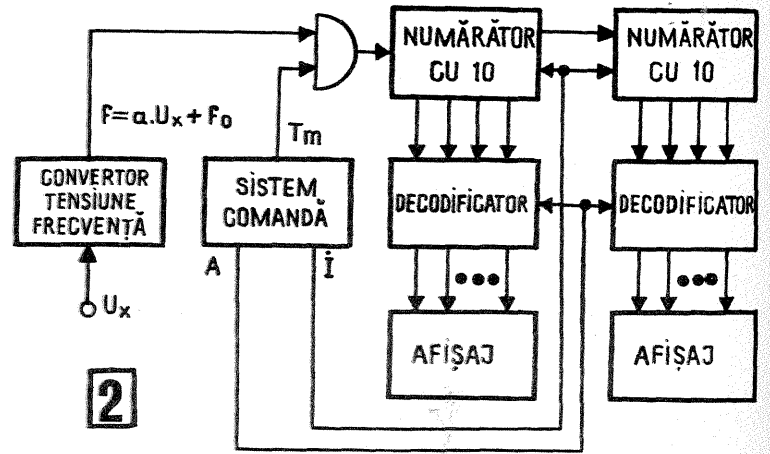 NUMĂRĂTOR
CU 10
NUMĂRĂTOR
CU 10
F=a.Ux+F0
Tm
CONVERTOR
TENSIUNE
FRECVENȚĂ
SISTEM
COMANDĂ
DECODIFICATOR
DECODIFICATOR
A
İ
Ux
AFIȘAJ
AFIȘAJ
2